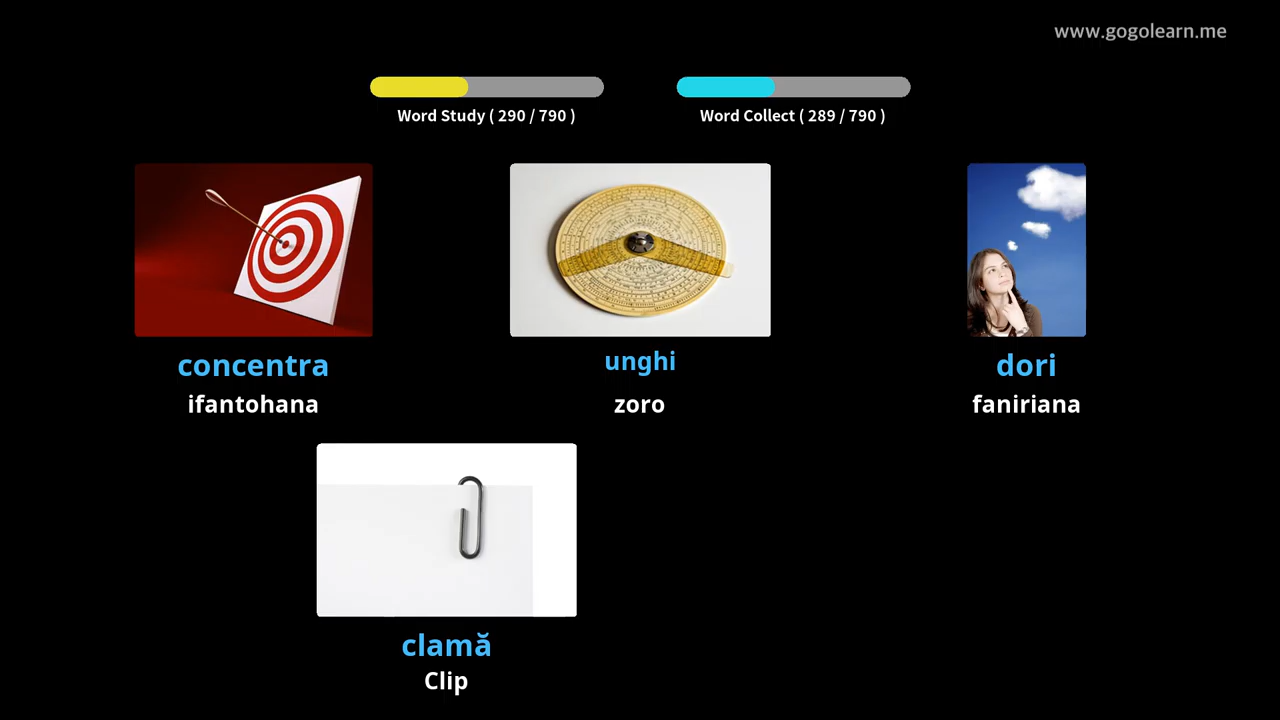 www.gogolearn.me
Word Study ( 290 / 790 )
Word Collect ( 289 / 790 )
concentra
ifantohana
unghi
zoro
dori
faniriana
clamă
Clip